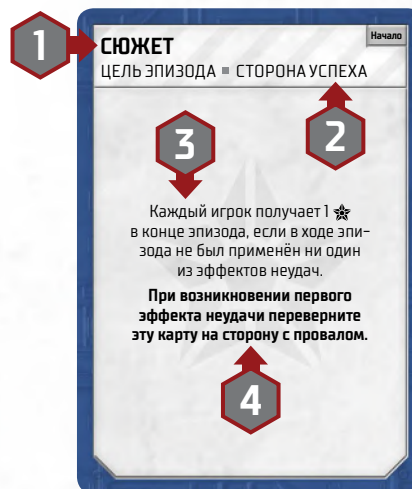 1
СЮЖЕТ
Начало
ЦЕЛЬ ЭПИЗОДА ▪ СТОРОНА УСПЕХА
3
2
Каждый игрок получает 1
в конце эпизода, если в ходе эпи-
зода не был применён ни один
из эффектов неудач.
При возникновении первого
эффекта неудачи переверните
эту карту на сторону с провалом.
4